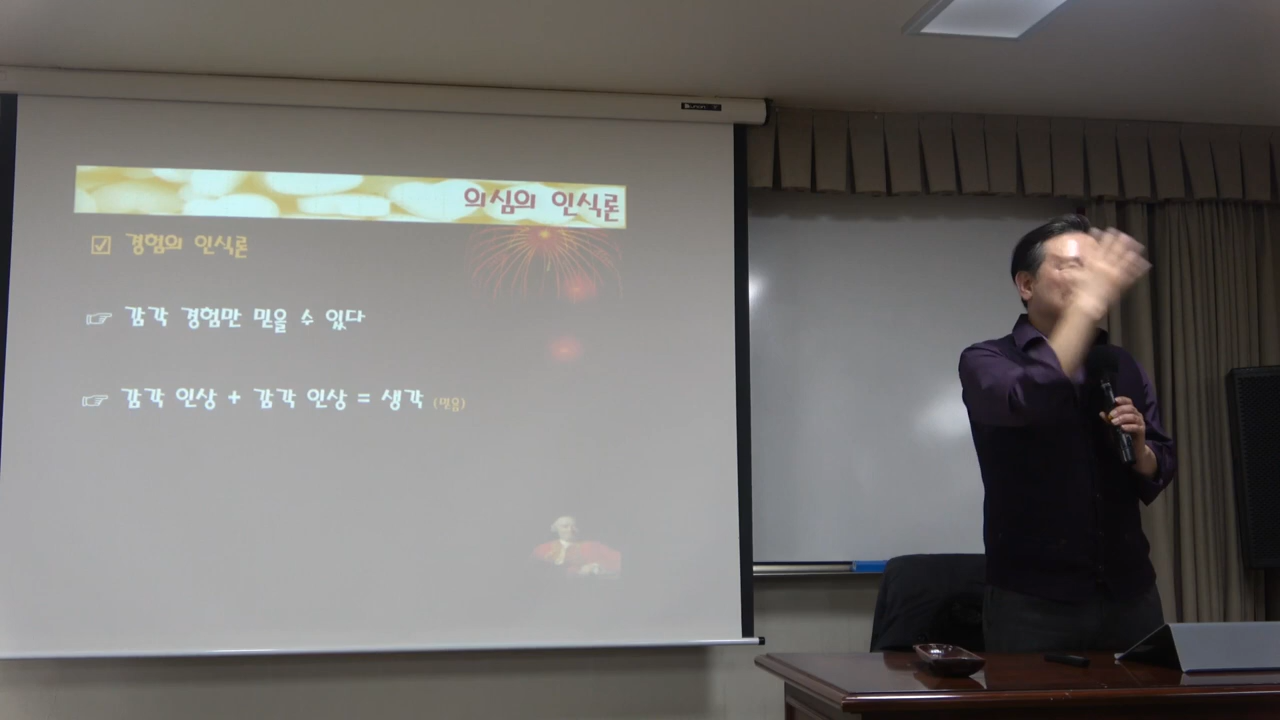 의심의 인식론
경험의 인식론
감각 경험만 믿을 수 있다
감각 인상 + 감각 인상 = 생각 (믿음)